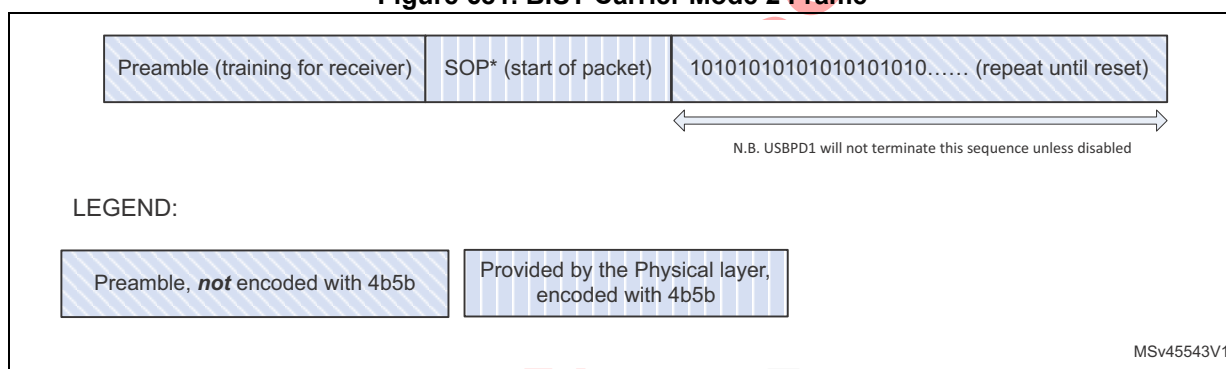 Preamble (training for receiver) SOP* (start of packet) 10101010101010101010...... (repeat until reset)
N.B. USBPD1 will not terminate this sequence unless disabled
LEGEND:
Preamble, not encoded with 4b5b
Provided by the Physical layer,
encoded with 4b5b
MSv45543V1